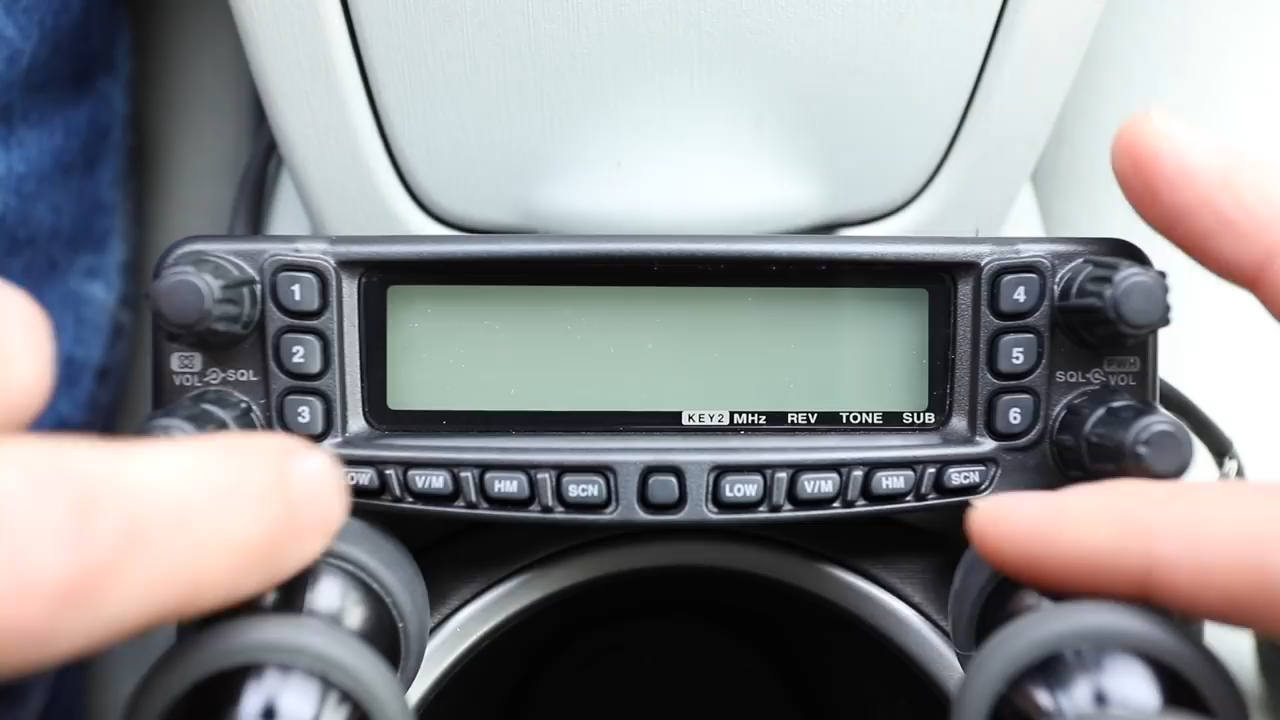 1
2
3
4
5
6
VOL SQL
SQL VOL
PWR
KEY2 MHz REV TONE SUB
V/M HM SCN LOW V/M HM SCN